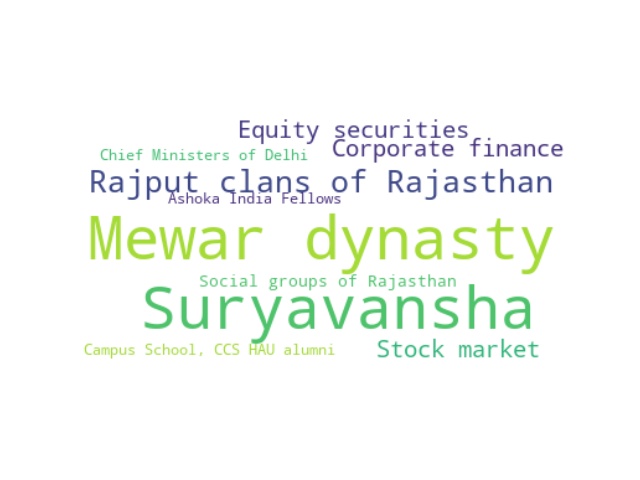 Equity securities
Corporate finance
Chief Ministers of Delhi
Rajput clans of Rajasthan
Ashoka India Fellows
Mewar dynasty
Social groups of Rajasthan
Suryavansha
Campus School, CCS HAU alumni
Stock market